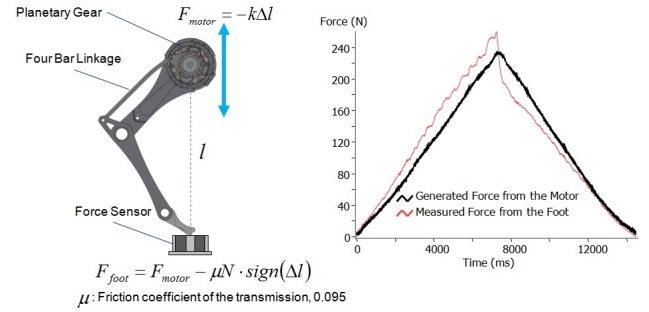 Planetary Gear
F_motor = −kΔl
Four Bar Linkage
l
Force Sensor
F_foot = F_motor − μN · sign(Δl)
μ : Friction coefficient of the transmission, 0.095
Force (N)
240
200
160
120
80
40
0
Generated Force from the Motor
Measured Force from the Foot
0 4000 8000 12000
Time (ms)